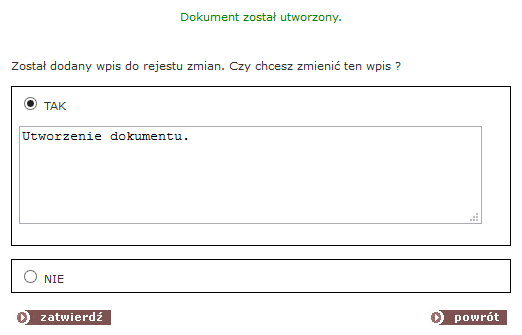 Dokument został utworzony.
Został dodany wpis do rejestu zmian. Czy chcesz zmienić ten wpis ?
TAK
Utworzenie dokumentu.
NIE
zatwierdź
powrót